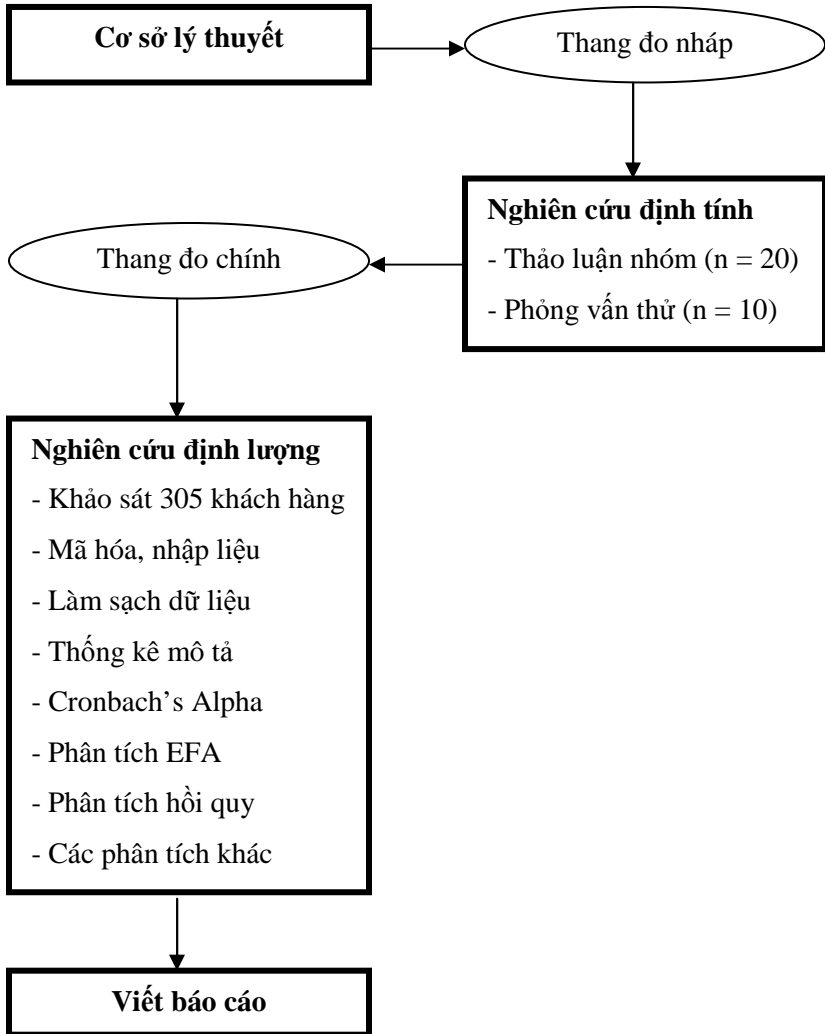 Cơ sở lý thuyết
Thang đo nháp
Nghiên cứu định tính
- Thảo luận nhóm (n = 20)
- Phỏng vấn thử (n = 10)
Thang đo chính
Nghiên cứu định lượng
- Khảo sát 305 khách hàng
- Mã hóa, nhập liệu
- Làm sạch dữ liệu
- Thống kê mô tả
- Cronbach’s Alpha
- Phân tích EFA
- Phân tích hồi quy
- Các phân tích khác
Viết báo cáo